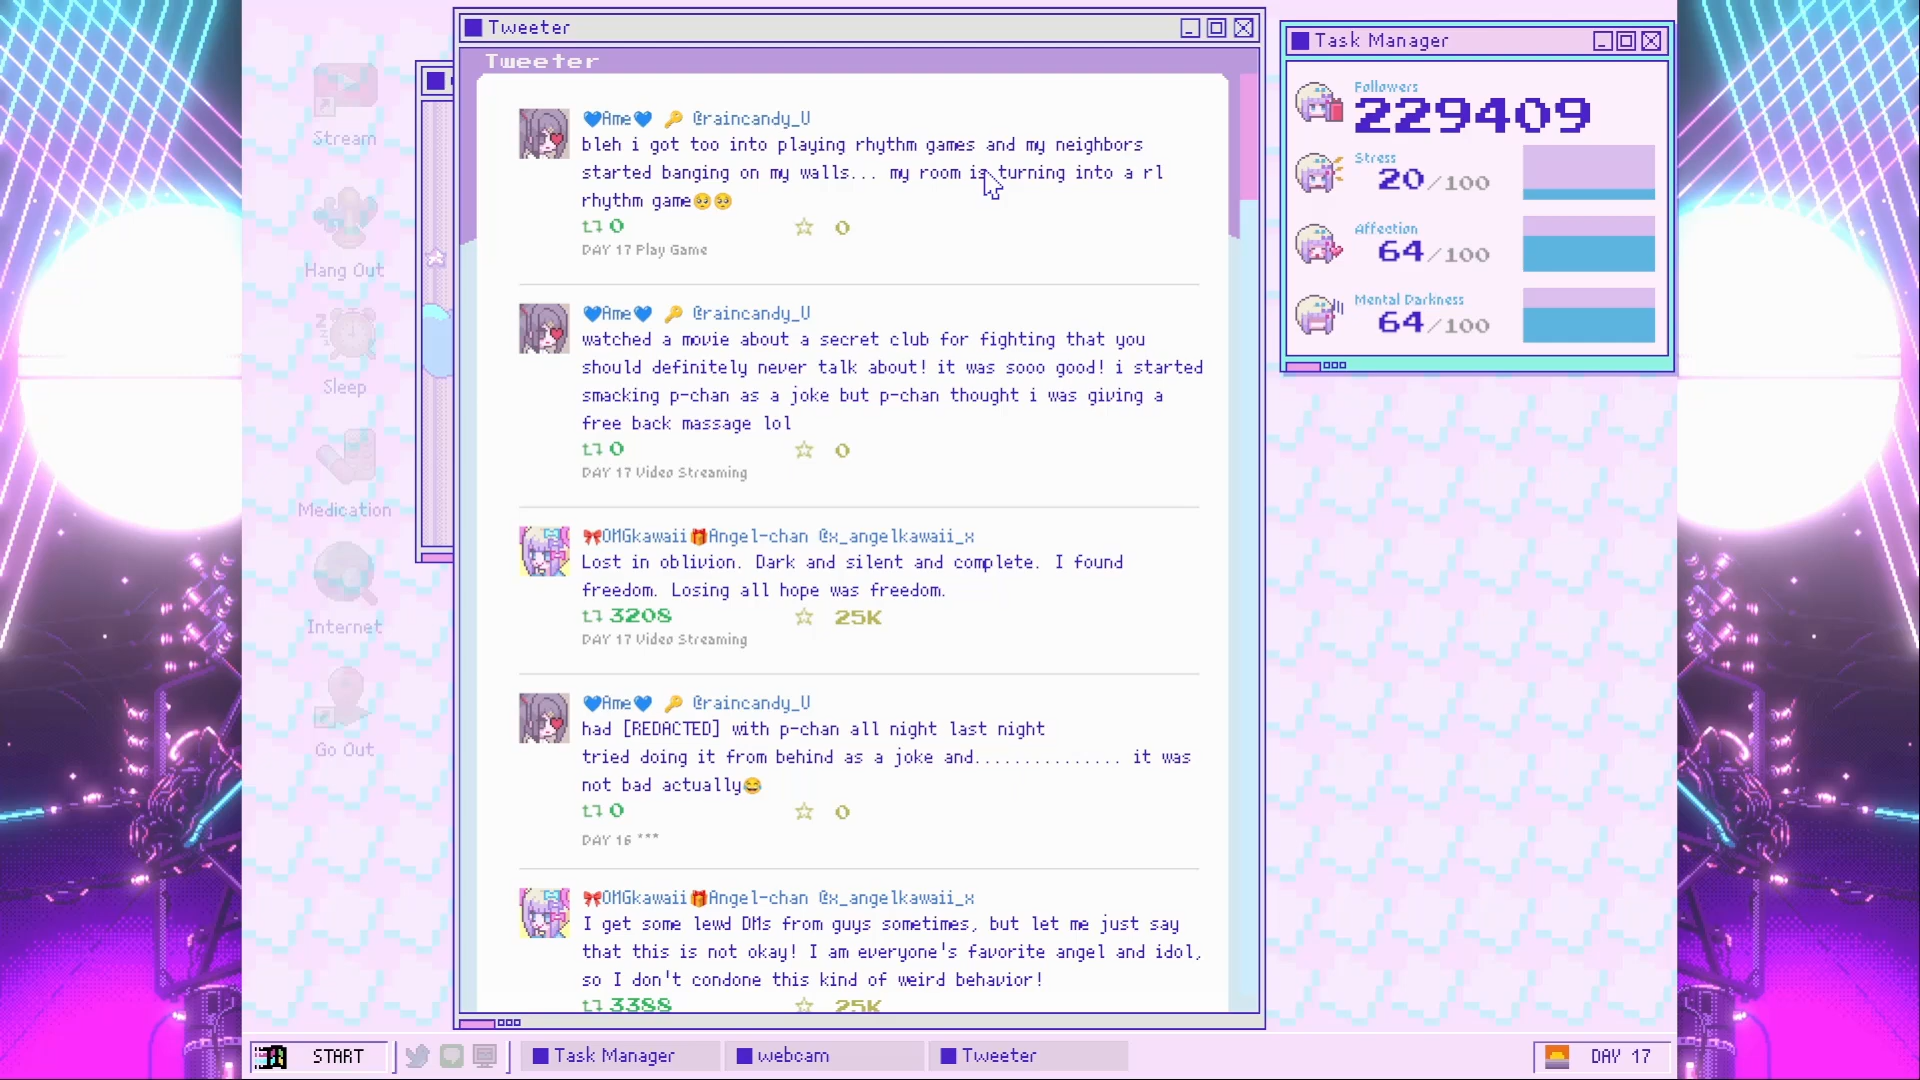 Stream
Hang Out
Sleep
Medication
Internet
Go Out
Tweeter
Tweeter
💙Ame💙 🔑 @raincandy_U
bleh i got too into playing rhythm games and my neighbors
started banging on my walls... my room is turning into a rl
rhythm game🥺🥺
0 ☆ 0
DAY 17 Play Game
💙Ame💙 🔑 @raincandy_U
watched a movie about a secret club for fighting that you
should definitely never talk about! it was sooo good! i started
smacking p-chan as a joke but p-chan thought i was giving a
free back massage lol
0 ☆ 0
DAY 17 Video Streaming
🎀OMGkawaii🎁Angel-chan @x_angelkawaii_x
Lost in oblivion. Dark and silent and complete. I found
freedom. Losing all hope was freedom.
3208 ☆ 25K
DAY 17 Video Streaming
💙Ame💙 🔑 @raincandy_U
had [REDACTED] with p-chan all night last night
tried doing it from behind as a joke and............... it was
not bad actually😂
0 ☆ 0
DAY 16 ***
🎀OMGkawaii🎁Angel-chan @x_angelkawaii_x
I get some lewd DMs from guys sometimes, but let me just say
that this is not okay! I am everyone's favorite angel and idol,
so I don't condone this kind of weird behavior!
3388 ☆ 25K
Task Manager
Followers
229409
Stress
20/100
Affection
64/100
Mental Darkness
64/100
START
Task Manager
webcam
Tweeter
DAY 17